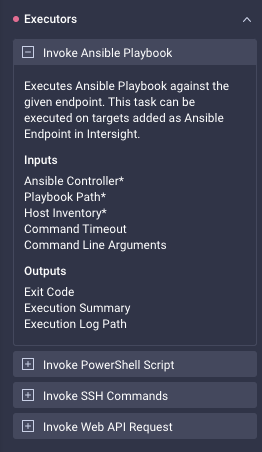 Executors
Invoke Ansible Playbook
Executes Ansible Playbook against the
given endpoint. This task can be
executed on targets added as Ansible
Endpoint in Intersight.
Inputs
Ansible Controller*
Playbook Path*
Host Inventory*
Command Timeout
Command Line Arguments
Outputs
Exit Code
Execution Summary
Execution Log Path
Invoke PowerShell Script
Invoke SSH Commands
Invoke Web API Request